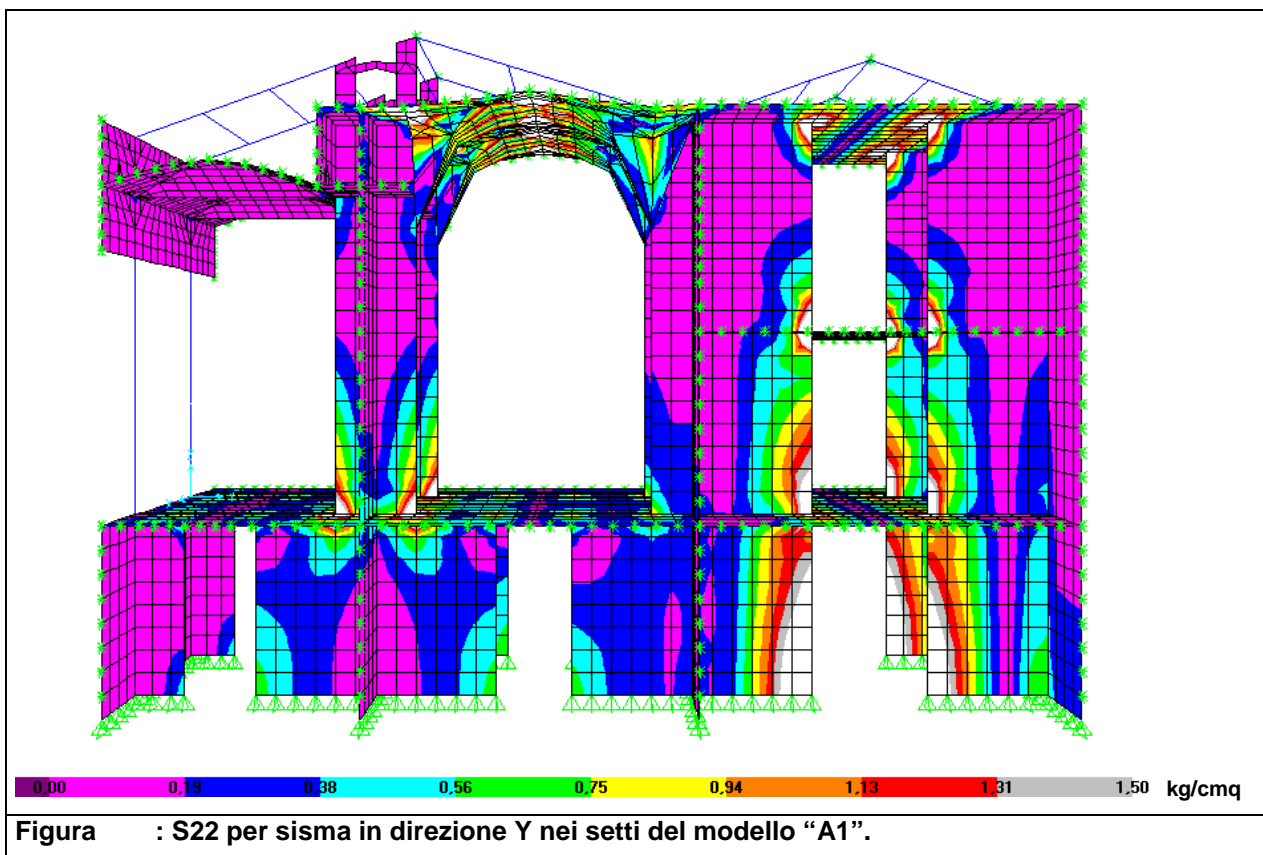 0,00 0,19 0,38 0,56 0,75 0,94 1,13 1,31 1,50 kg/cmq
Figura : S22 per sisma in direzione Y nei setti del modello “A1”.